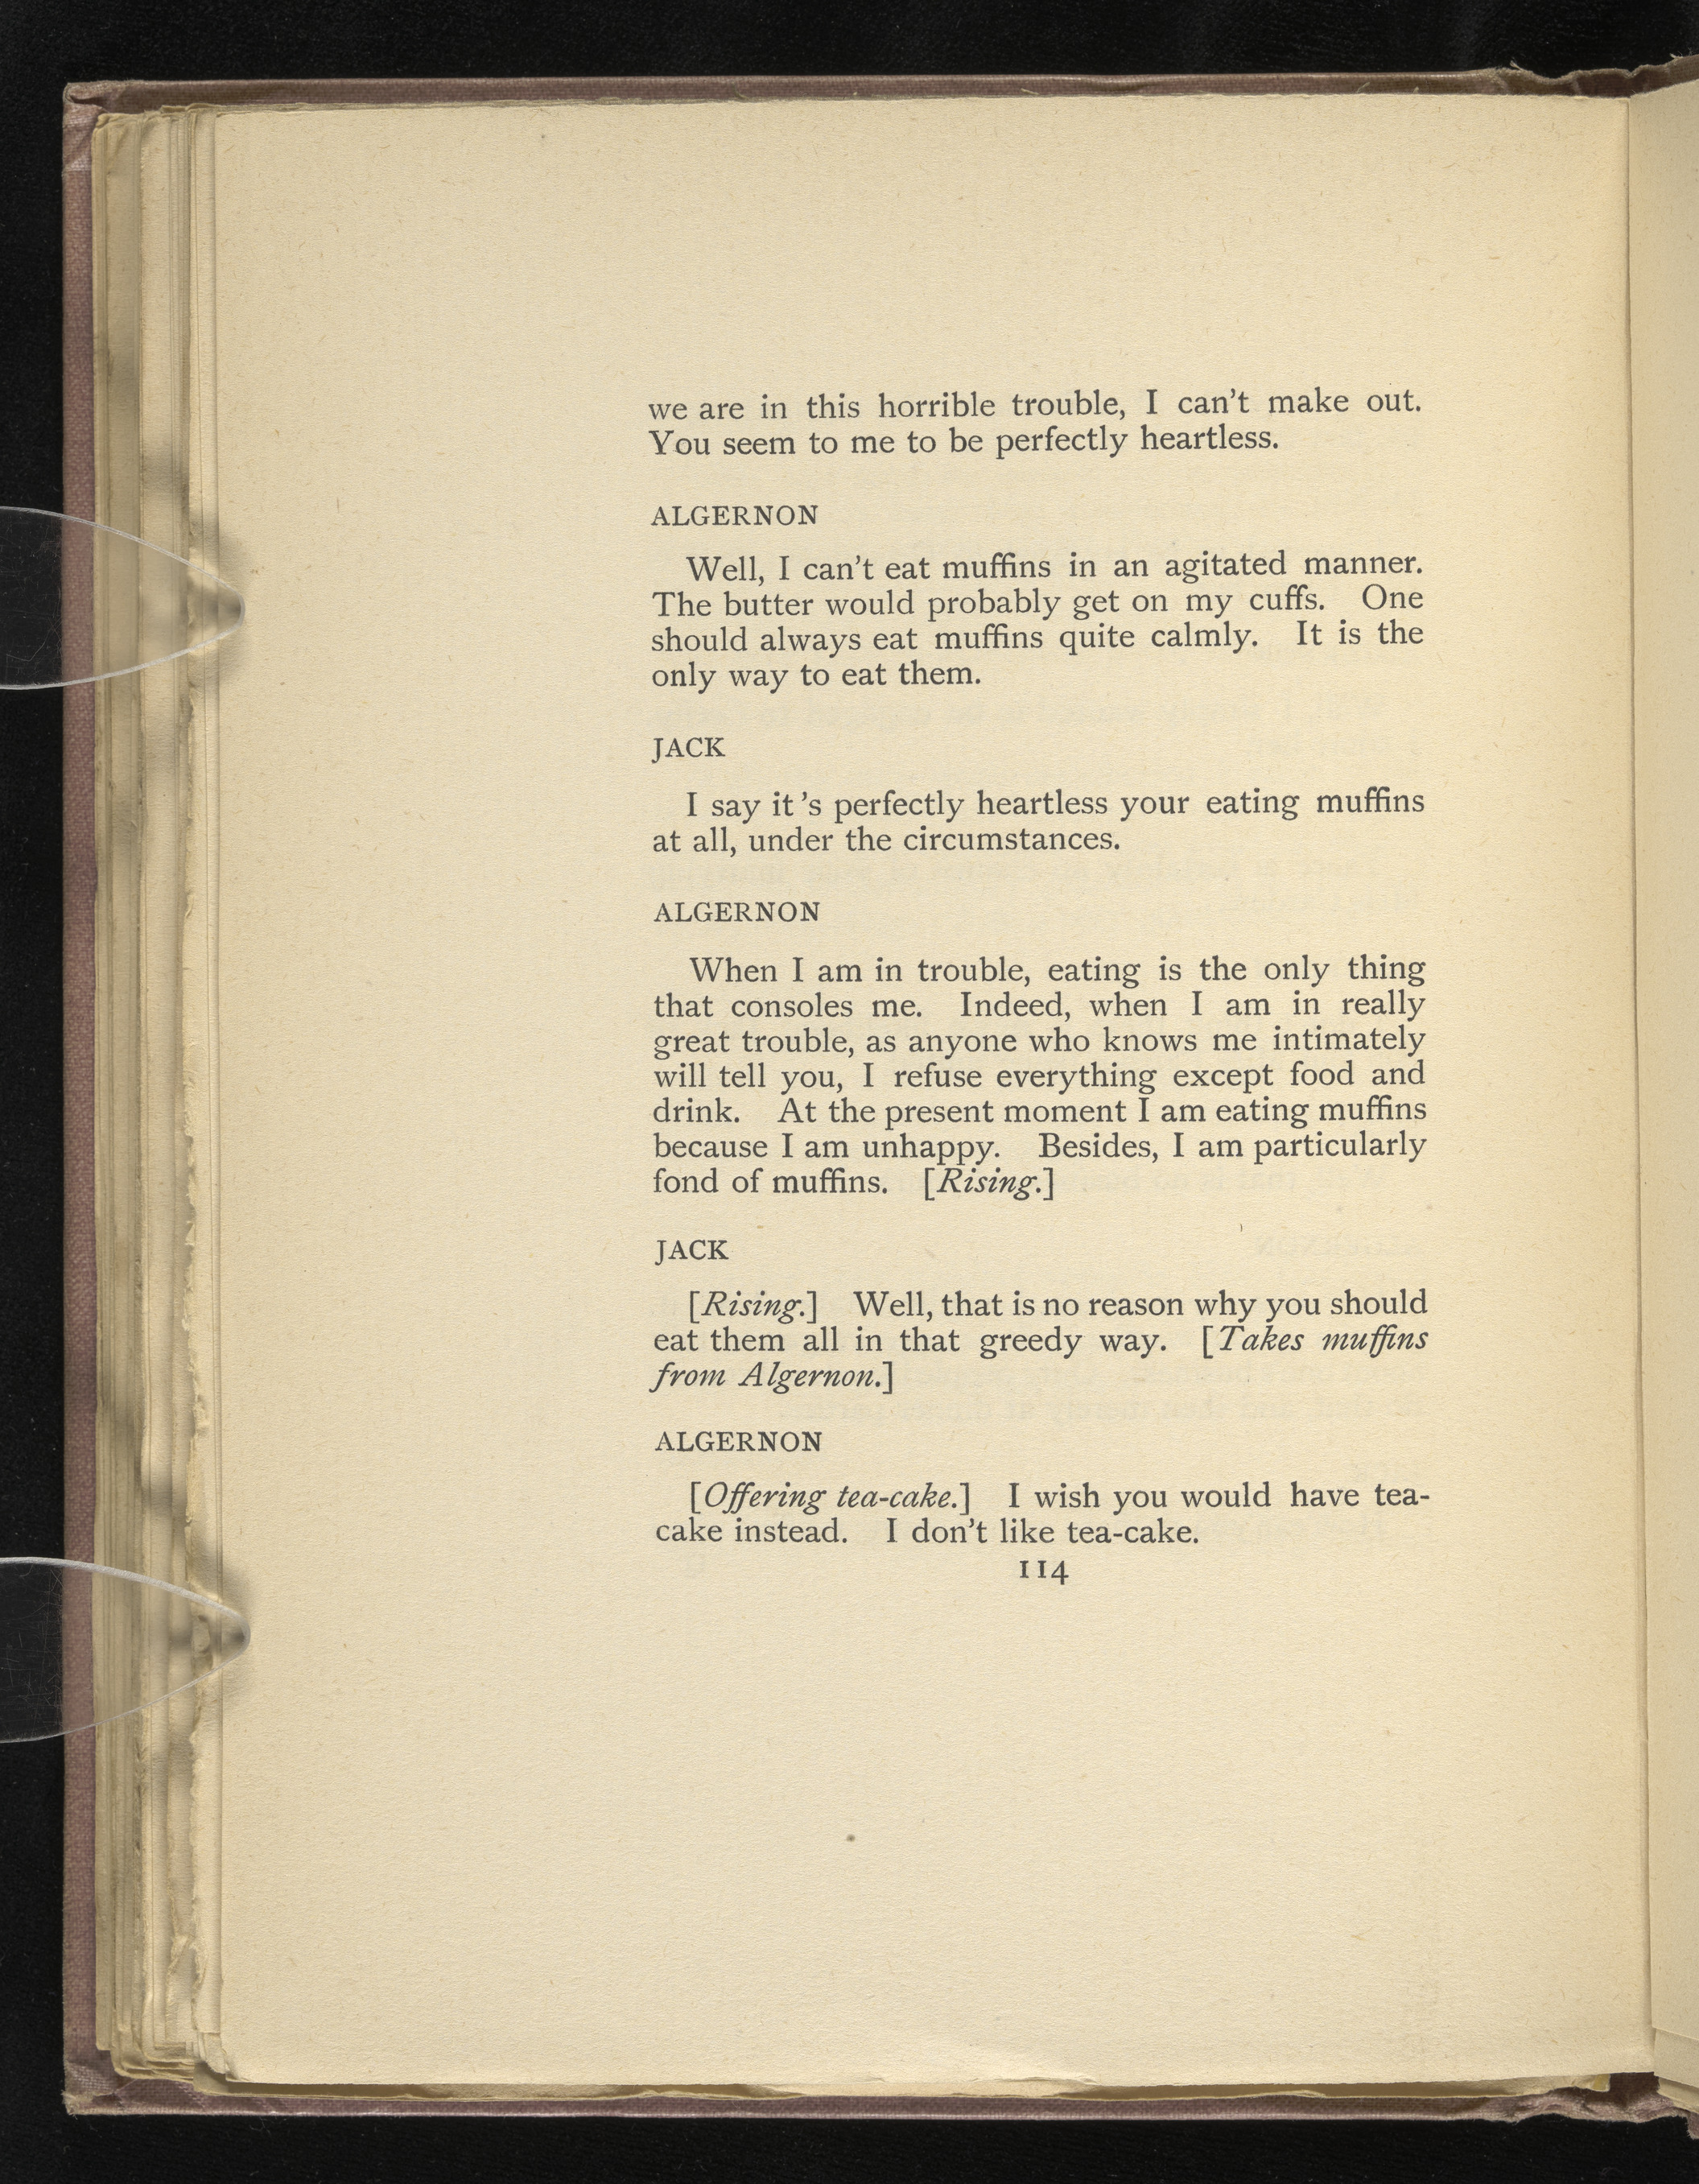 we are in this horrible trouble, I can't make out.
You seem to me to be perfectly heartless.
ALGERNON
Well, I can't eat muffins in an agitated manner.
The butter would probably get on my cuffs. One
should always eat muffins quite calmly. It is the
only way to eat them.
JACK
I say it's perfectly heartless your eating muffins
at all, under the circumstances.
ALGERNON
When I am in trouble, eating is the only thing
that consoles me. Indeed, when I am in really
great trouble, as anyone who knows me intimately
will tell you, I refuse everything except food and
drink. At the present moment I am eating muffins
because I am unhappy. Besides, I am particularly
fond of muffins. [Rising.]
JACK
[Rising.] Well, that is no reason why you should
eat them all in that greedy way. [Takes muffins
from Algernon.]
ALGERNON
[Offering tea-cake.] I wish you would have tea-
cake instead. I don't like tea-cake.
114